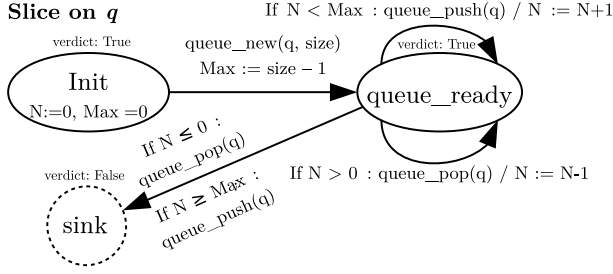 Slice on q
If N < Max : queue_push(q) / N := N+1
verdict: True
queue_new(q, size)
Max := size – 1
verdict: True
Init
N:=0, Max =0
queue_ready
If N ≤ 0 :
queue_pop(q)
If N > 0 : queue_pop(q) / N := N-1
verdict: False
If N ≥ Max :
queue_push(q)
sink